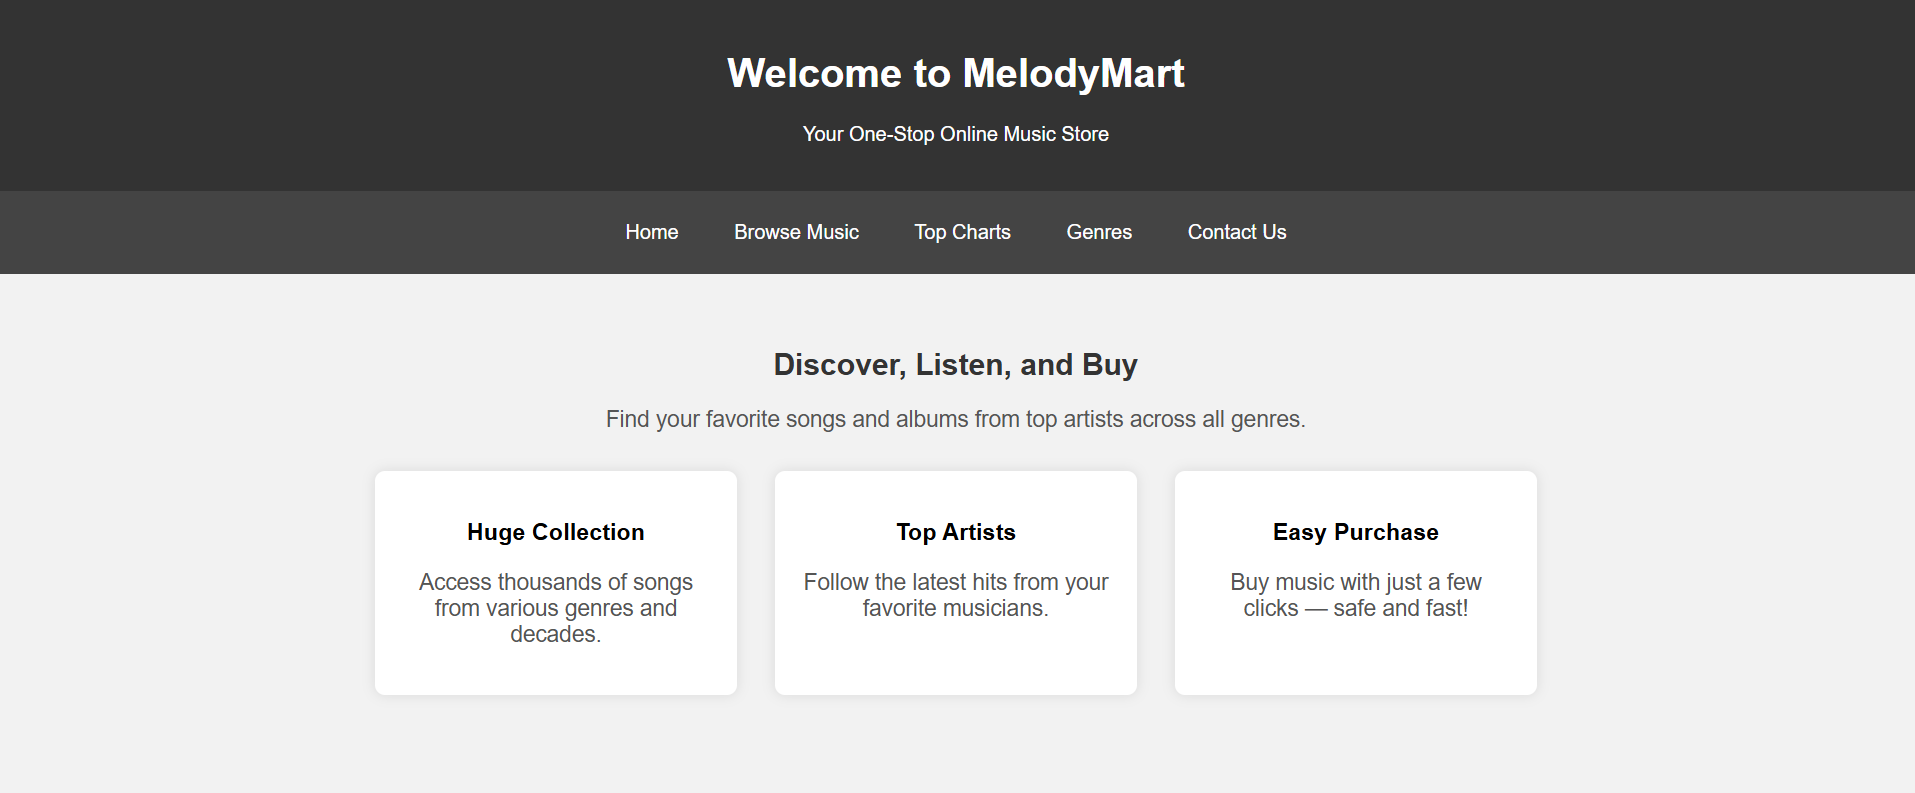 Welcome to MelodyMart
Your One-Stop Online Music Store
Home Browse Music Top Charts Genres Contact Us
Discover, Listen, and Buy
Find your favorite songs and albums from top artists across all genres.
Huge Collection
Access thousands of songs
from various genres and
decades.
Top Artists
Follow the latest hits from your
favorite musicians.
Easy Purchase
Buy music with just a few
clicks — safe and fast!